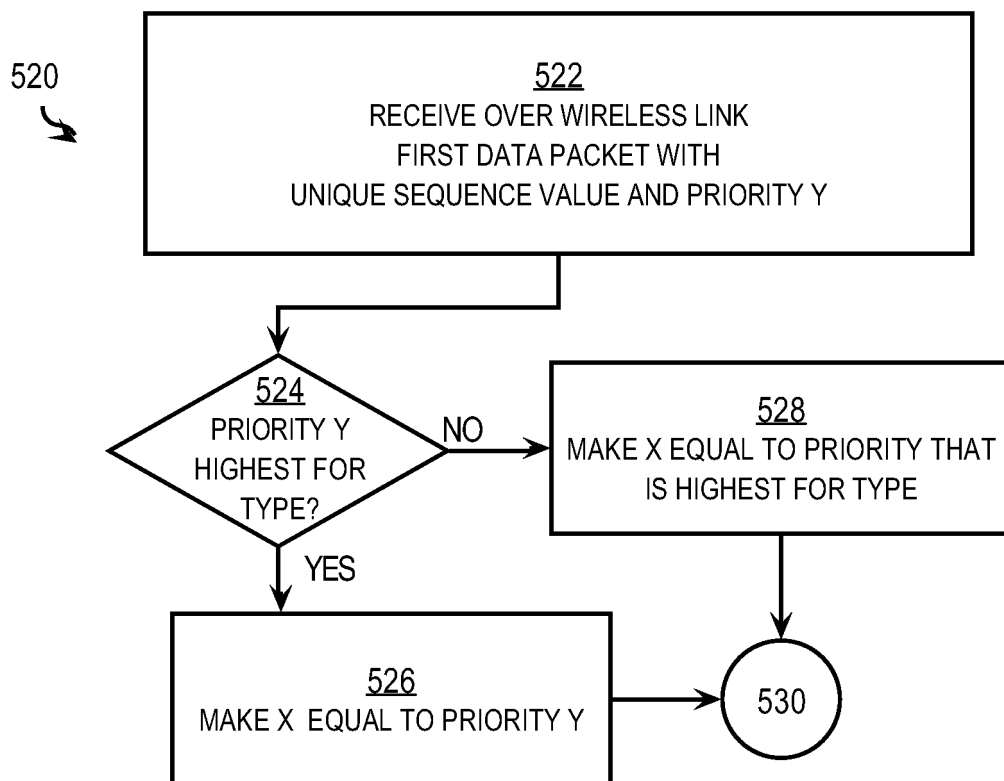 520
522
RECEIVE OVER WIRELESS LINK
FIRST DATA PACKET WITH
UNIQUE SEQUENCE VALUE AND PRIORITY Y
524
PRIORITY Y
HIGHEST FOR
TYPE?
NO
528
MAKE X EQUAL TO PRIORITY THAT
IS HIGHEST FOR TYPE
YES
526
MAKE X EQUAL TO PRIORITY Y
530